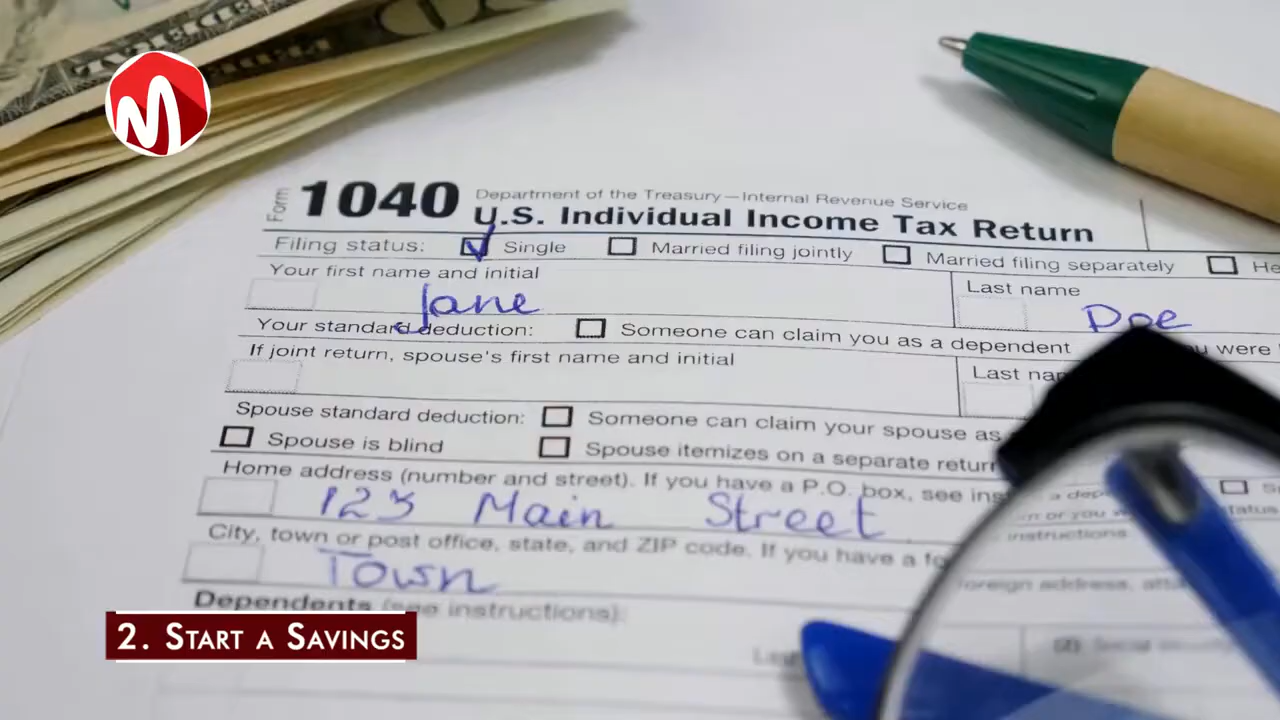 Form 1040 Department of the Treasury—Internal Revenue Service
U.S. Individual Income Tax Return
Filing status: Single Married filing jointly Married filing separately
Your first name and initial Last name
Jane Doe
Your standard deduction: Someone can claim you as a dependent you were
If joint return, spouse's first name and initial Last
Spouse standard deduction: Someone can claim your spouse as
Spouse is blind Spouse itemizes on a separate return
Home address (number and street). If you have a P.O. box, see
123 Main Street
City, town or post office, state, and ZIP code. If you have a
Town
instructions
foreign address,
Dependents (see instructions):
2. Start a Savings